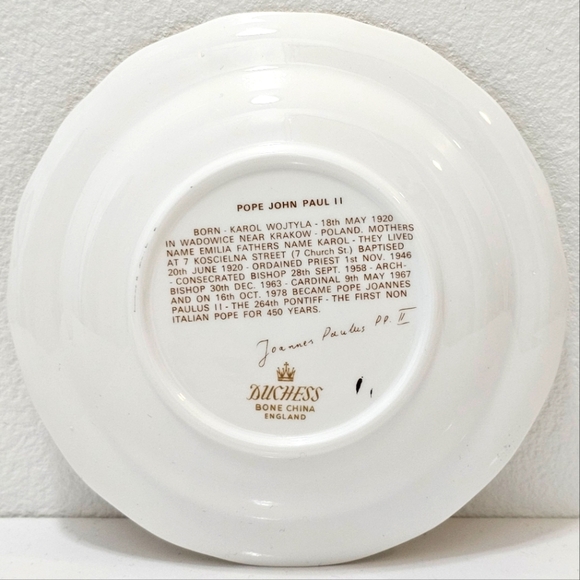 POPE JOHN PAUL II
BORN - KAROL WOJTYLA - 18th MAY 1920
IN WADOWICE NEAR KRAKOW - POLAND. MOTHERS
NAME EMILIA FATHERS NAME KAROL - THEY LIVED
AT 7 KOSCIELNA STREET (7 Church St.) BAPTISED
20th JUNE 1920 - ORDAINED PRIEST 1st NOV. 1946
- CONSECRATED BISHOP 28th SEPT. 1958 - ARCH-
BISHOP 30th DEC. 1963 - CARDINAL 9th MAY 1967
AND ON 16th OCT. 1978 BECAME POPE JOANNES
PAULUS II - THE 264th PONTIFF - THE FIRST NON
ITALIAN POPE FOR 450 YEARS.
Joannes Paulus PP. II
DUCHESS
BONE CHINA
ENGLAND